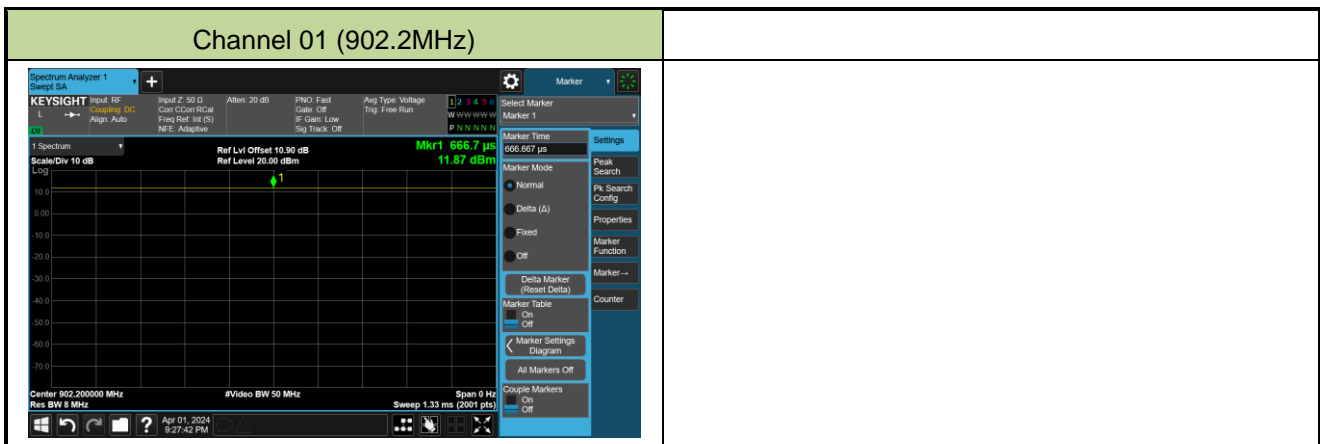 Channel 01 (902.2MHz)
Spectrum Analyzer 1
Swept SA
+
Marker
KEYSIGHT
L
LXI
Input: RF
Coupling: DC
Align: Auto
Input Z: 50 Ω
Corr CCorr RCal
Freq Ref: Int (S)
NFE: Adaptive
Atten: 20 dB
PNO: Fast
Gate: Off
IF Gain: Low
Sig Track: Off
Avg Type: Voltage
Trig: Free Run
1 2 3 4 5 6
W W W W W W
P N N N N N
Select Marker
Marker 1
1 Spectrum
Scale/Div 10 dB
Log
Ref Lvl Offset 10.90 dB
Ref Level 20.00 dBm
Mkr1 666.7 µs
11.87 dBm
1
10.0
0.00
-10.0
-20.0
-30.0
-40.0
-50.0
-60.0
-70.0
Center 902.200000 MHz
Res BW 8 MHz
#Video BW 50 MHz
Span 0 Hz
Sweep 1.33 ms (2001 pts)
Marker Time
666.667 µs
Marker Mode
Normal
Delta (Δ)
Fixed
Off
Delta Marker
(Reset Delta)
Marker Table
On
Off
Marker Settings
Diagram
All Markers Off
Couple Markers
On
Off
Settings
Peak
Search
Pk Search
Config
Properties
Marker
Function
Marker→
Counter
?
Apr 01, 2024
9:27:42 PM